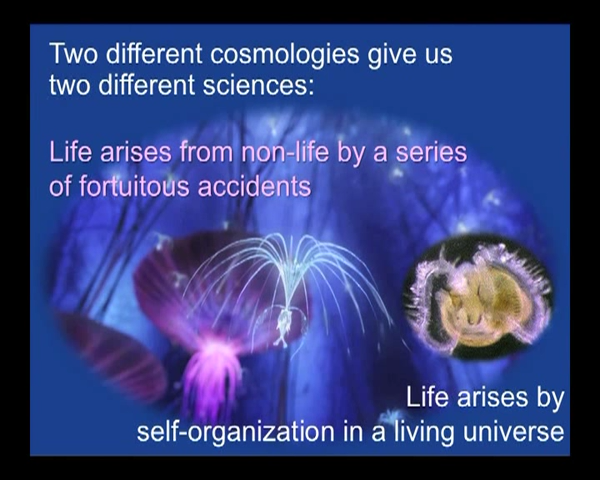 Two different cosmologies give us
two different sciences:
Life arises from non-life by a series
of fortuitous accidents
Life arises by
self-organization in a living universe